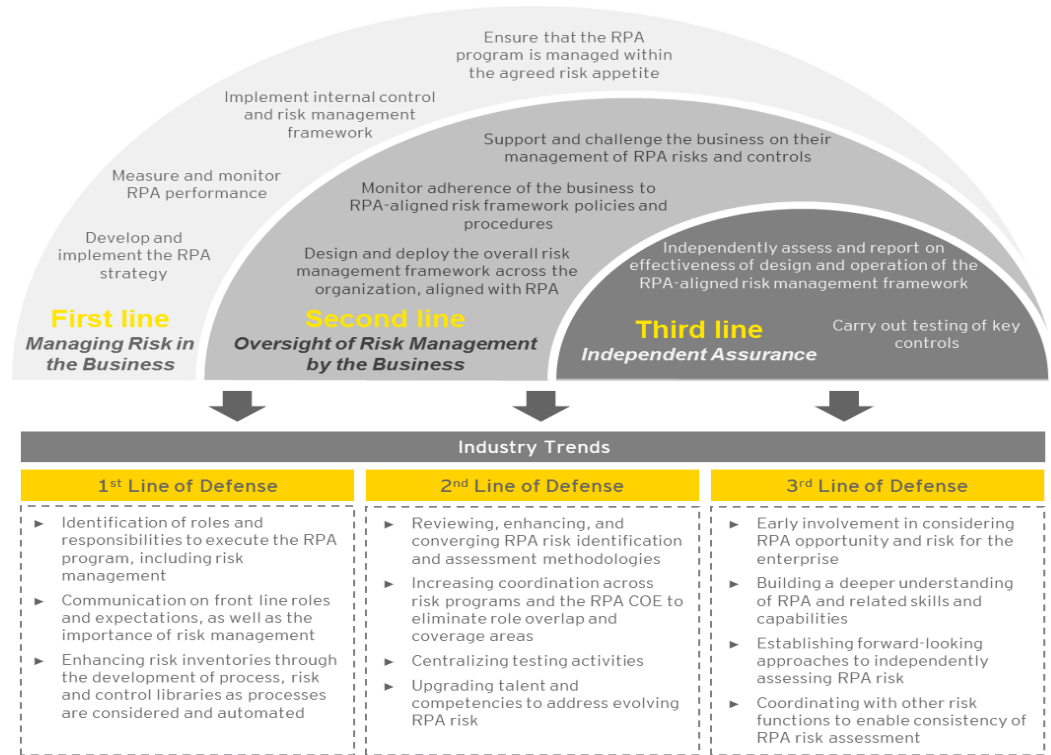 Ensure that the RPA
program is managed within
the agreed risk appetite
Implement internal control
and risk management
framework
Measure and monitor
RPA performance
Develop and
implement the RPA
strategy
First line
Managing Risk in
the Business
Support and challenge the business on their
management of RPA risks and controls
Monitor adherence of the business to
RPA-aligned risk framework policies and
procedures
Design and deploy the overall risk
management framework across the
organization, aligned with RPA
Second line
Oversight of Risk Management
by the Business
Independently assess and report on
effectiveness of design and operation of the
RPA-aligned risk management framework
Third line
Independent Assurance
Carry out testing of key
controls
Industry Trends
1st Line of Defense
► Identification of roles and
responsibilities to execute the RPA
program, including risk
management
► Communication on front line roles
and expectations, as well as the
importance of risk management
► Enhancing risk inventories through
the development of process, risk
and control libraries as processes
are considered and automated
2nd Line of Defense
► Reviewing, enhancing, and
converging RPA risk identification
and assessment methodologies
► Increasing coordination across
risk programs and the RPA COE to
eliminate role overlap and
coverage areas
► Centralizing testing activities
► Upgrading talent and
competencies to address evolving
RPA risk
3rd Line of Defense
► Early involvement in considering
RPA opportunity and risk for the
enterprise
► Building a deeper understanding
of RPA and related skills and
capabilities
► Establishing forward-looking
approaches to independently
assessing RPA risk
► Coordinating with other risk
functions to enable consistency of
RPA risk assessment